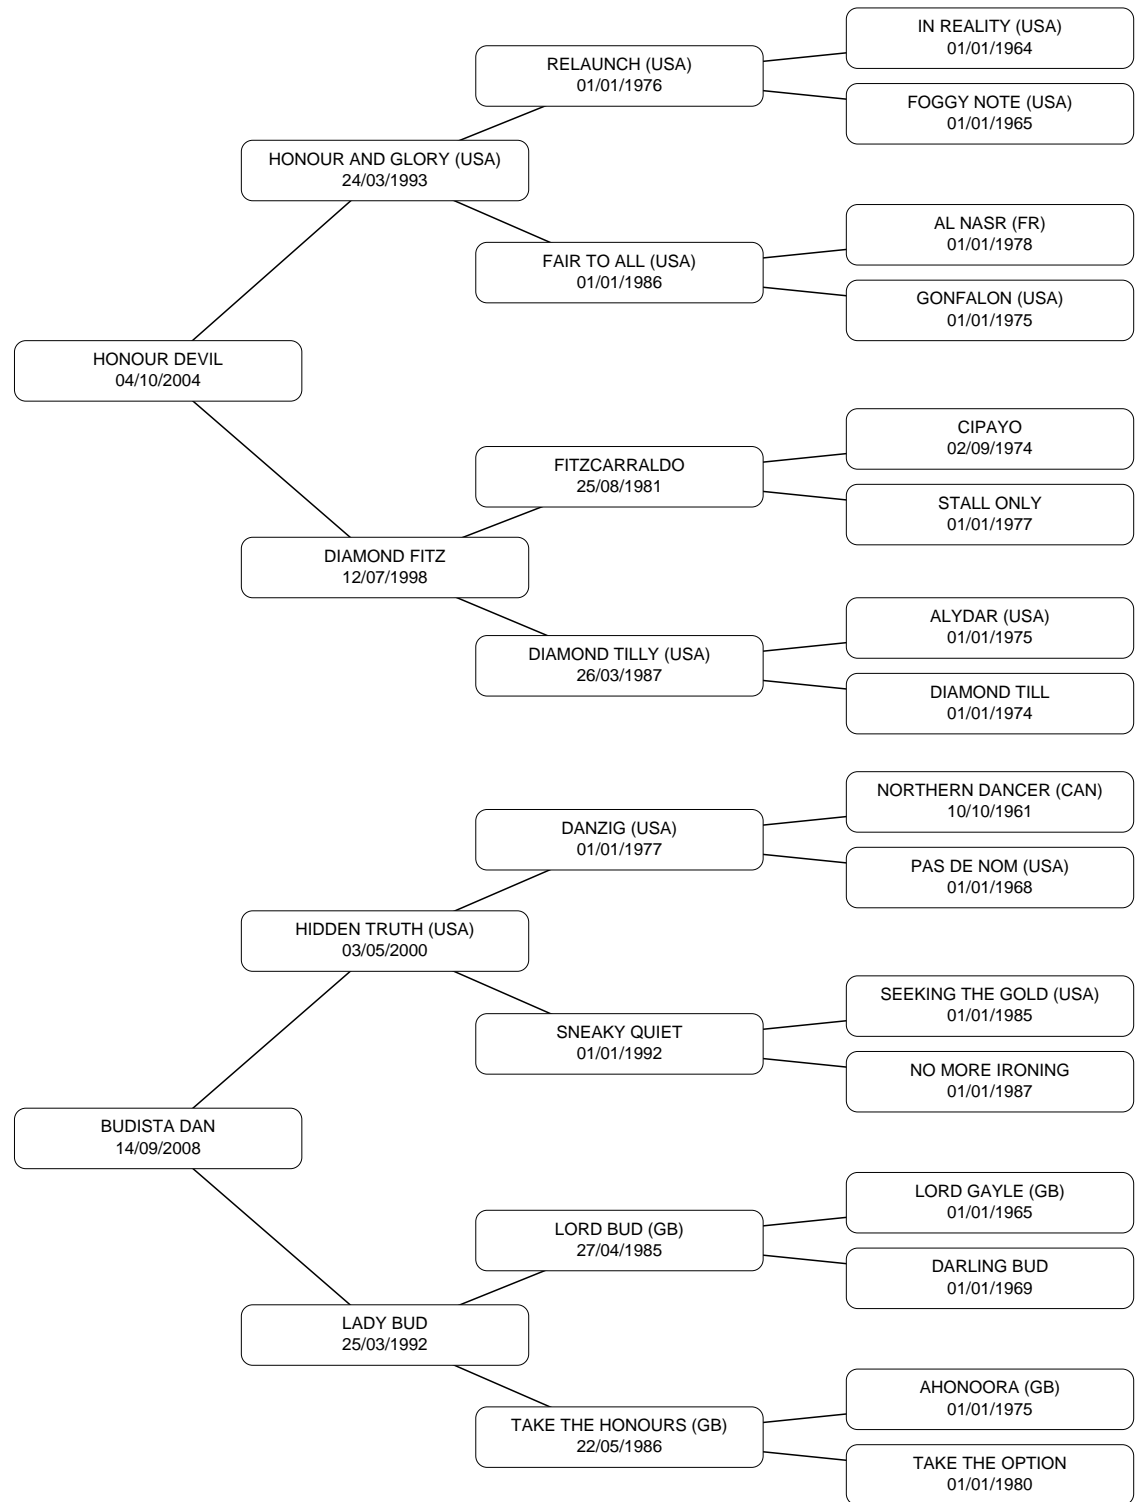 IN REALITY (USA)
01/01/1964
RELAUNCH (USA)
01/01/1976
FOGGY NOTE (USA)
01/01/1965
HONOUR AND GLORY (USA)
24/03/1993
AL NASR (FR)
01/01/1978
FAIR TO ALL (USA)
01/01/1986
GONFALON (USA)
01/01/1975
HONOUR DEVIL
04/10/2004
CIPAYO
02/09/1974
FITZCARRALDO
25/08/1981
STALL ONLY
01/01/1977
DIAMOND FITZ
12/07/1998
ALYDAR (USA)
01/01/1975
DIAMOND TILLY (USA)
26/03/1987
DIAMOND TILL
01/01/1974
NORTHERN DANCER (CAN)
10/10/1961
DANZIG (USA)
01/01/1977
PAS DE NOM (USA)
01/01/1968
HIDDEN TRUTH (USA)
03/05/2000
SEEKING THE GOLD (USA)
01/01/1985
SNEAKY QUIET
01/01/1992
NO MORE IRONING
01/01/1987
BUDISTA DAN
14/09/2008
LORD GAYLE (GB)
01/01/1965
LORD BUD (GB)
27/04/1985
DARLING BUD
01/01/1969
LADY BUD
25/03/1992
AHONOORA (GB)
01/01/1975
TAKE THE HONOURS (GB)
22/05/1986
TAKE THE OPTION
01/01/1980